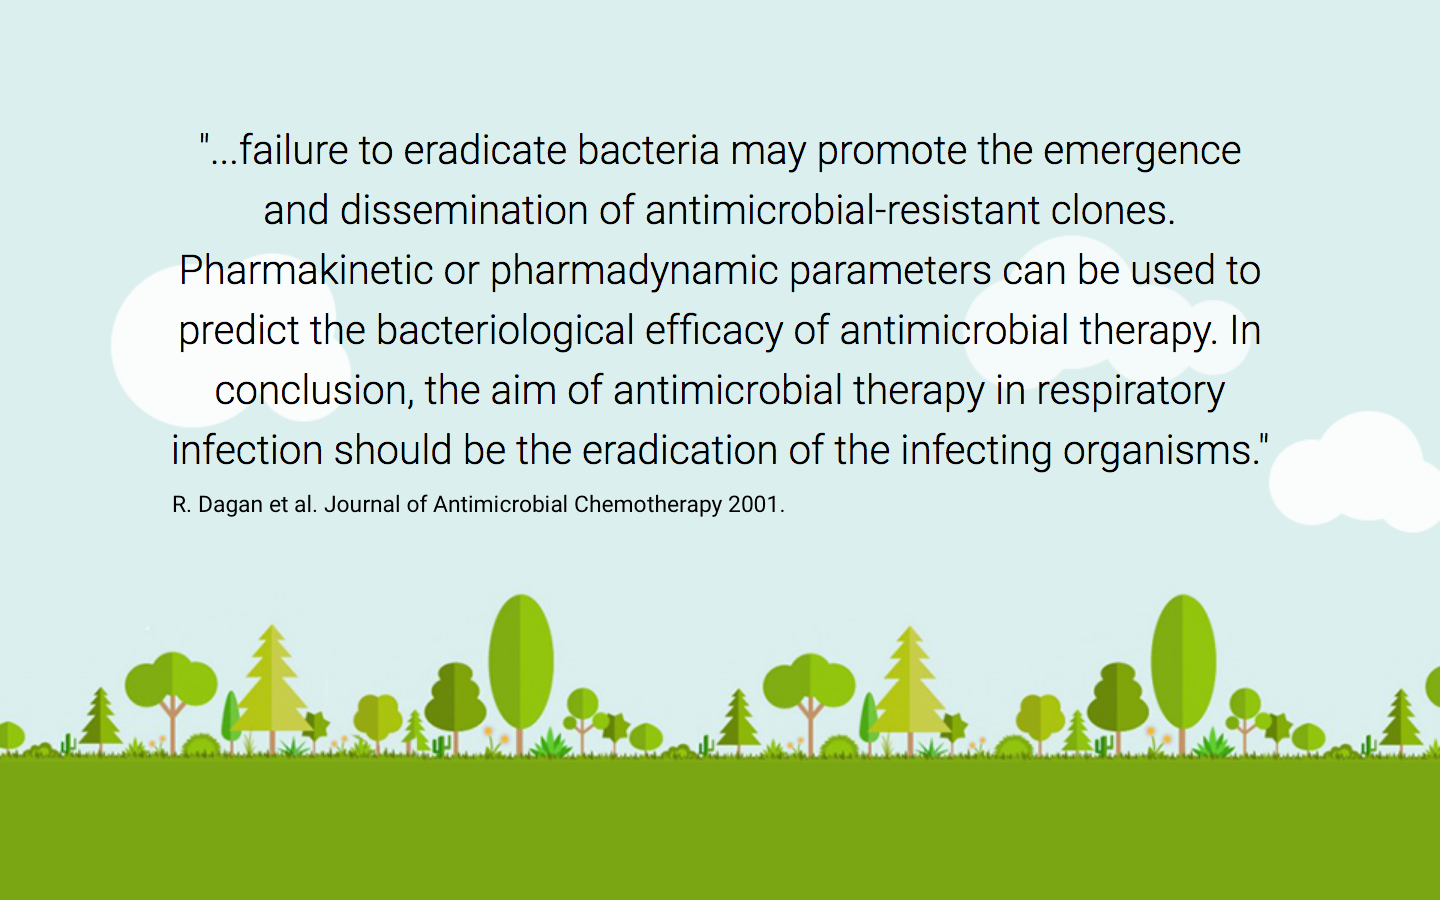 "...failure to eradicate bacteria may promote the emergence
and dissemination of antimicrobial-resistant clones.
Pharmakinetic or pharmadynamic parameters can be used to
predict the bacteriological efficacy of antimicrobial therapy. In
conclusion, the aim of antimicrobial therapy in respiratory
infection should be the eradication of the infecting organisms."
R. Dagan et al. Journal of Antimicrobial Chemotherapy 2001.